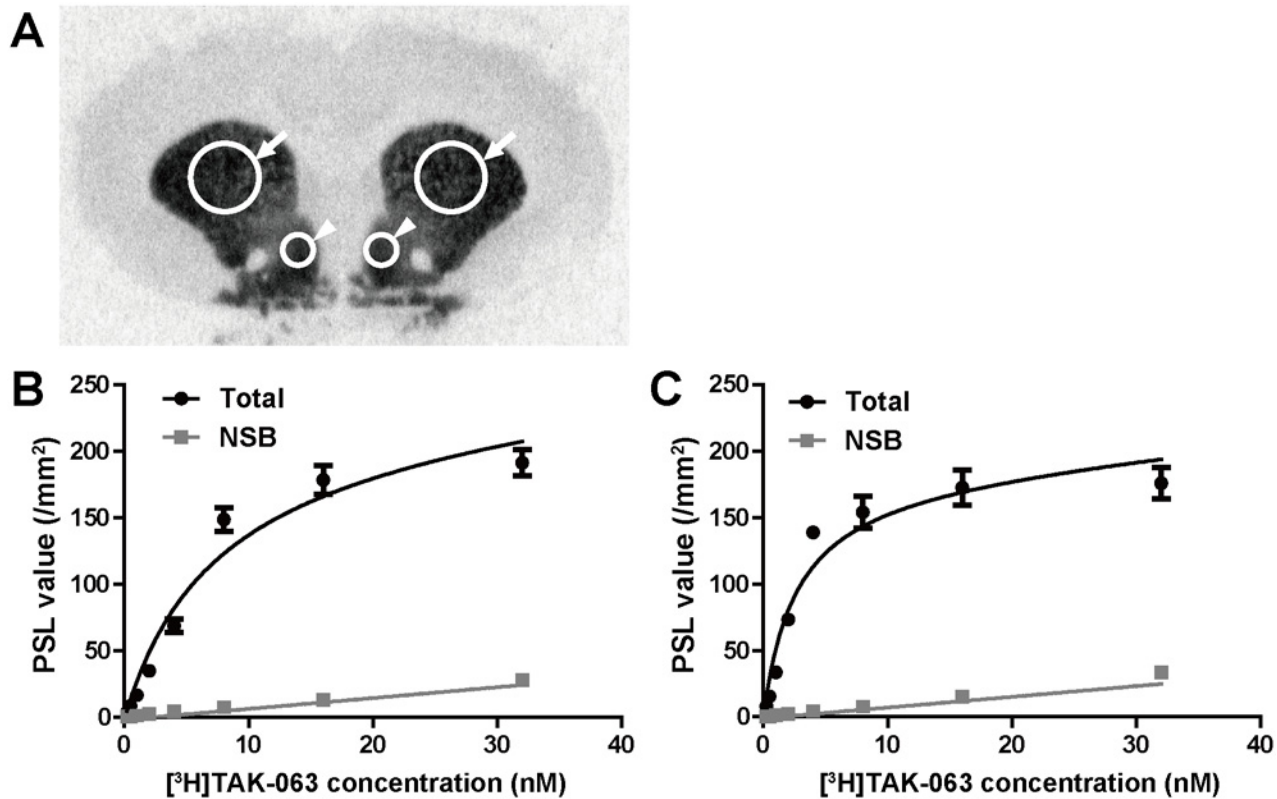 A
B
250
200
150
100
50
0
PSL value (/mm²)
Total
NSB
0 10 20 30 40
[³H]TAK-063 concentration (nM)
C
250
200
150
100
50
0
PSL value (/mm²)
Total
NSB
0 10 20 30 40
[³H]TAK-063 concentration (nM)